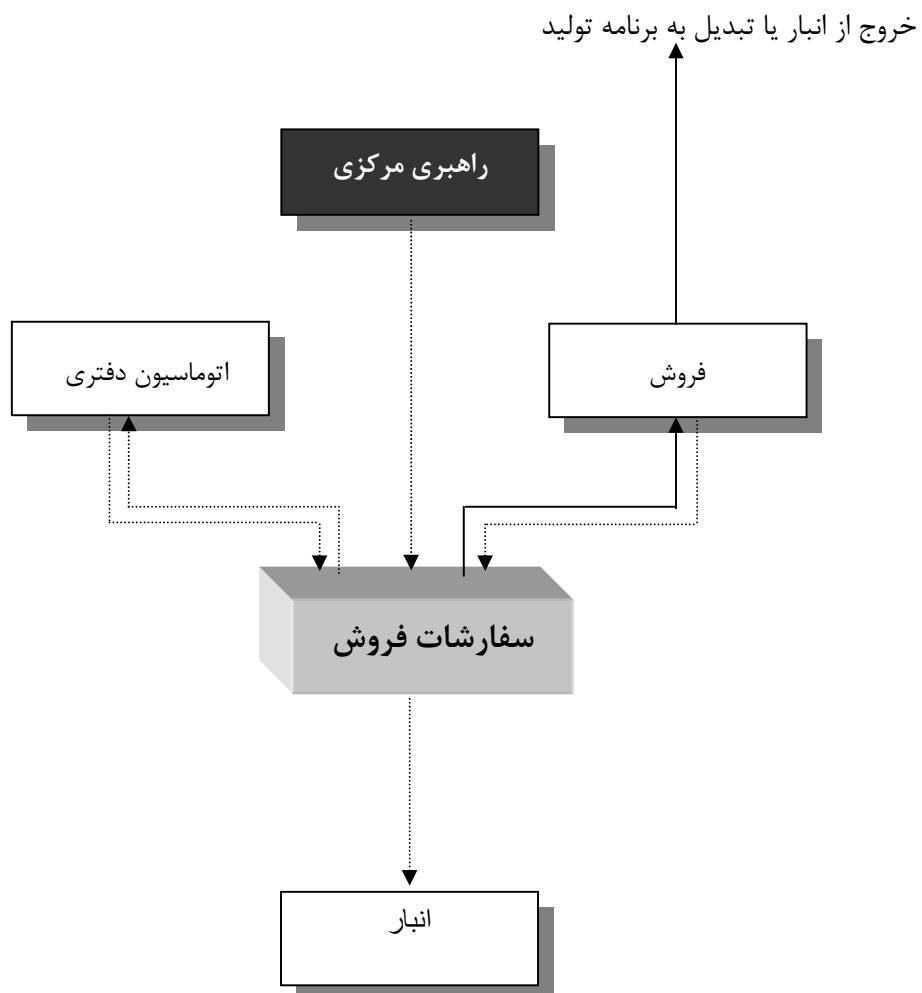 خروج از انبار یا تبدیل به برنامه تولید
راهبری مرکزی
فروش
اتوماسیون دفتری
سفارشات فروش
انبار